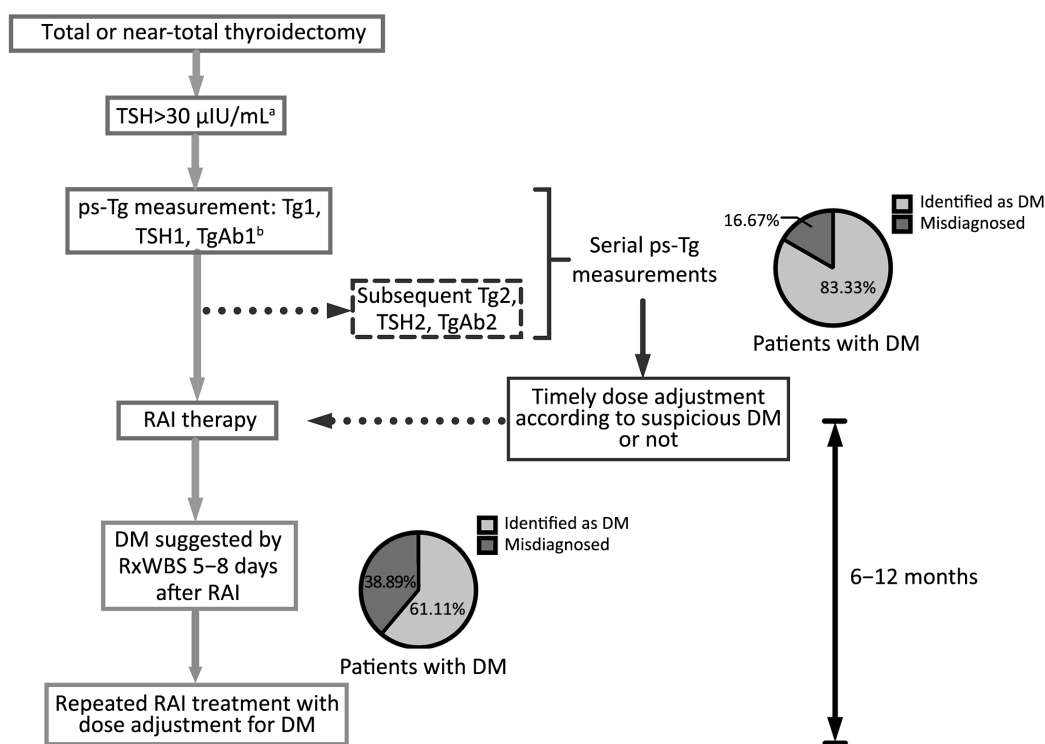 Total or near-total thyroidectomy
TSH>30 µIU/mLᵃ
ps-Tg measurement: Tg1,
TSH1, TgAb1ᵇ
Subsequent Tg2,
TSH2, TgAb2
Serial ps-Tg
measurements
Identified as DM
Misdiagnosed
16.67%
83.33%
Patients with DM
Timely dose adjustment
according to suspicious DM
or not
RAI therapy
DM suggested by
RxWBS 5–8 days
after RAI
Identified as DM
Misdiagnosed
38.89%
61.11%
Patients with DM
6–12 months
Repeated RAI treatment with
dose adjustment for DM